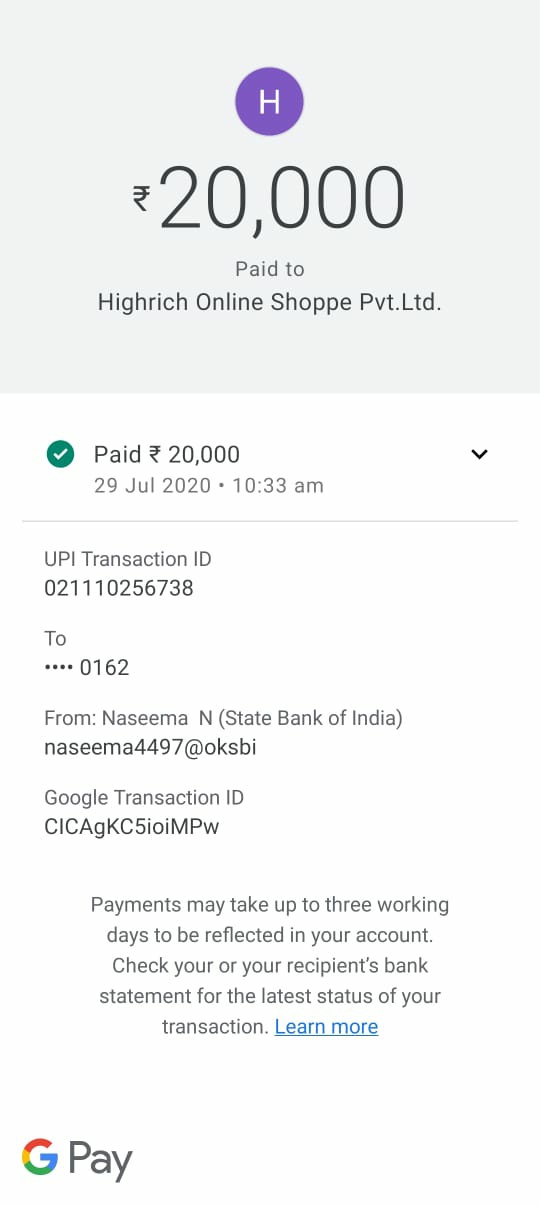 H
₹20,000
Paid to
Highrich Online Shoppe Pvt.Ltd.
Paid ₹ 20,000
29 Jul 2020 • 10:33 am
UPI Transaction ID
021110256738
To
•••• 0162
From: Naseema  N (State Bank of India)
naseema4497@oksbi
Google Transaction ID
CICAgKC5ioiMPw
Payments may take up to three working
days to be reflected in your account.
Check your or your recipient’s bank
statement for the latest status of your
transaction. Learn more
G Pay